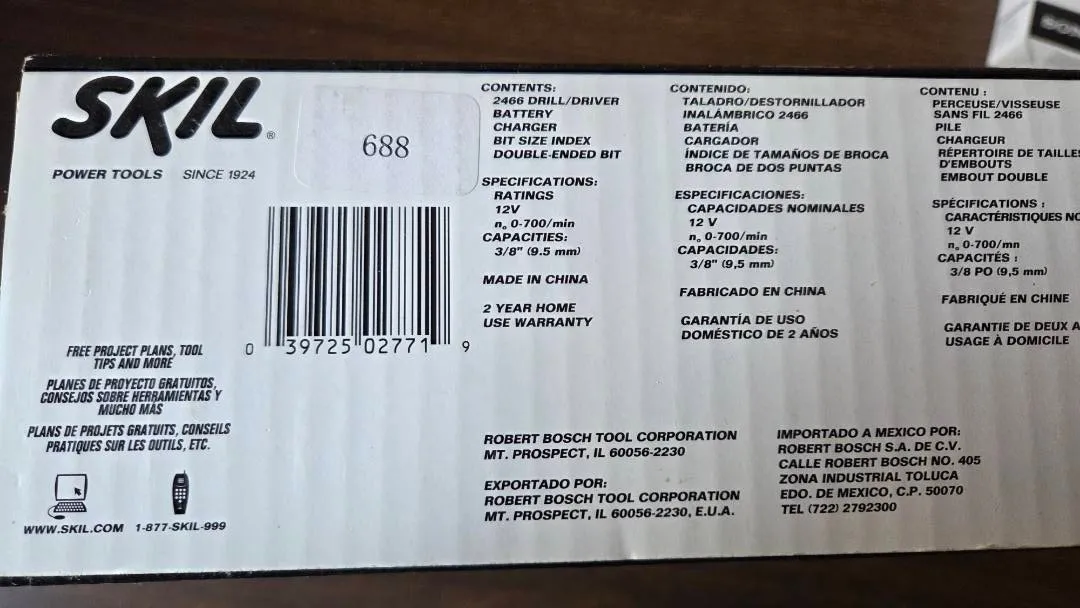 SKIL®
POWER TOOLS SINCE 1924
688
0 39725 02771 9
FREE PROJECT PLANS, TOOL
TIPS AND MORE
PLANES DE PROYECTO GRATUITOS,
CONSEJOS SOBRE HERRAMIENTAS Y
MUCHO MÁS
PLANS DE PROJETS GRATUITS, CONSEILS
PRATIQUES SUR LES OUTILS, ETC.
WWW.SKIL.COM 1-877-SKIL-999
CONTENTS:
2466 DRILL/DRIVER
BATTERY
CHARGER
BIT SIZE INDEX
DOUBLE-ENDED BIT
SPECIFICATIONS:
RATINGS
12V
n₀ 0-700/min
CAPACITIES:
3/8" (9.5 mm)
MADE IN CHINA
2 YEAR HOME
USE WARRANTY
CONTENIDO:
TALADRO/DESTORNILLADOR
INALÁMBRICO 2466
BATERÍA
CARGADOR
ÍNDICE DE TAMAÑOS DE BROCA
BROCA DE DOS PUNTAS
ESPECIFICACIONES:
CAPACIDADES NOMINALES
12 V
n₀ 0-700/min
CAPACIDADES:
3/8" (9,5 mm)
FABRICADO EN CHINA
GARANTÍA DE USO
DOMÉSTICO DE 2 AÑOS
CONTENU :
PERCEUSE/VISSEUSE
SANS FIL 2466
PILE
CHARGEUR
RÉPERTOIRE DE TAILLES
D'EMBOUTS
EMBOUT DOUBLE
SPÉCIFICATIONS :
CARACTÉRISTIQUES NO
12 V
n₀ 0-700/mn
CAPACITÉS :
3/8 PO (9,5 mm)
FABRIQUÉ EN CHINE
GARANTIE DE DEUX A
USAGE À DOMICILE
ROBERT BOSCH TOOL CORPORATION
MT. PROSPECT, IL 60056-2230
EXPORTADO POR:
ROBERT BOSCH TOOL CORPORATION
MT. PROSPECT, IL 60056-2230, E.U.A.
IMPORTADO A MEXICO POR:
ROBERT BOSCH S.A. DE C.V.
CALLE ROBERT BOSCH NO. 405
ZONA INDUSTRIAL TOLUCA
EDO. DE MEXICO, C.P. 50070
TEL (722) 2792300